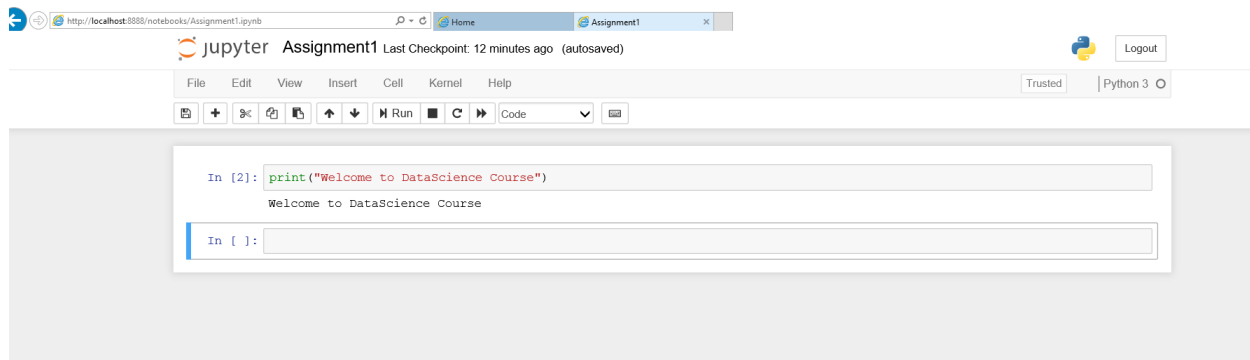 http://localhost:8888/notebooks/Assignment1.ipynb Home Assignment1
jupyter Assignment1 Last Checkpoint: 12 minutes ago (autosaved) Logout
File Edit View Insert Cell Kernel Help Trusted Python 3
Run Code
In [2]: print("Welcome to DataScience Course")
Welcome to DataScience Course
In [ ]: